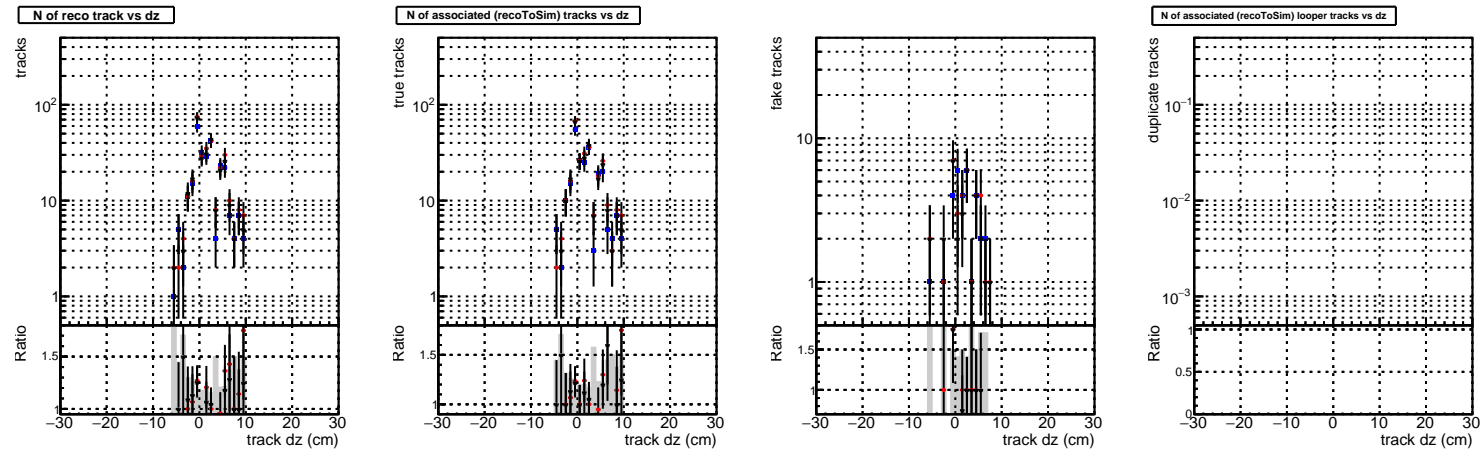 N of reco track vs dz
tracks
10²
10
1
Ratio
1.5
1
−30 −20 −10 0 10 20 30
track dz (cm)
N of associated (recoToSim) tracks vs dz
true tracks
10²
10
1
Ratio
1.5
1
−30 −20 −10 0 10 20 30
track dz (cm)
fake tracks
10
1
Ratio
1.5
1
−30 −20 −10 0 10 20 30
track dz (cm)
N of associated (recoToSim) looper tracks vs dz
duplicate tracks
10⁻¹
10⁻²
10⁻³
Ratio
1
0.5
0
−30 −20 −10 0 10 20 30
track dz (cm)